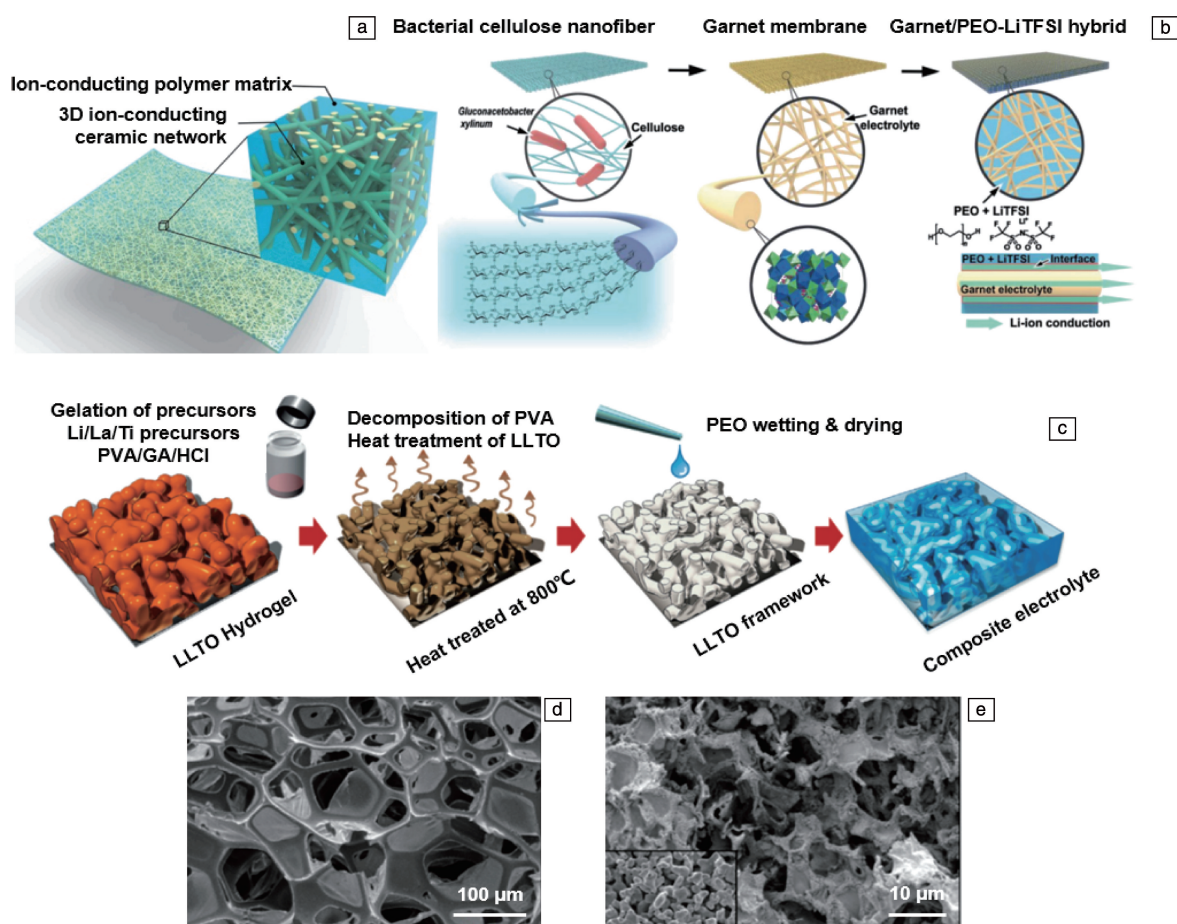 a
Ion-conducting polymer matrix
3D ion-conducting
ceramic network
b
Bacterial cellulose nanofiber
Garnet membrane
Garnet/PEO-LiTFSI hybrid
Gluconacetobacter
xylinum
Cellulose
Garnet
electrolyte
PEO + LiTFSI
PEO + LiTFSI
Interface
Garnet electrolyte
Li-ion conduction
c
Gelation of precursors
Li/La/Ti precursors
PVA/GA/HCl
Decomposition of PVA
Heat treatment of LLTO
PEO wetting & drying
LLTO Hydrogel
Heat treated at 800℃
LLTO framework
Composite electrolyte
d
100 μm
e
10 μm